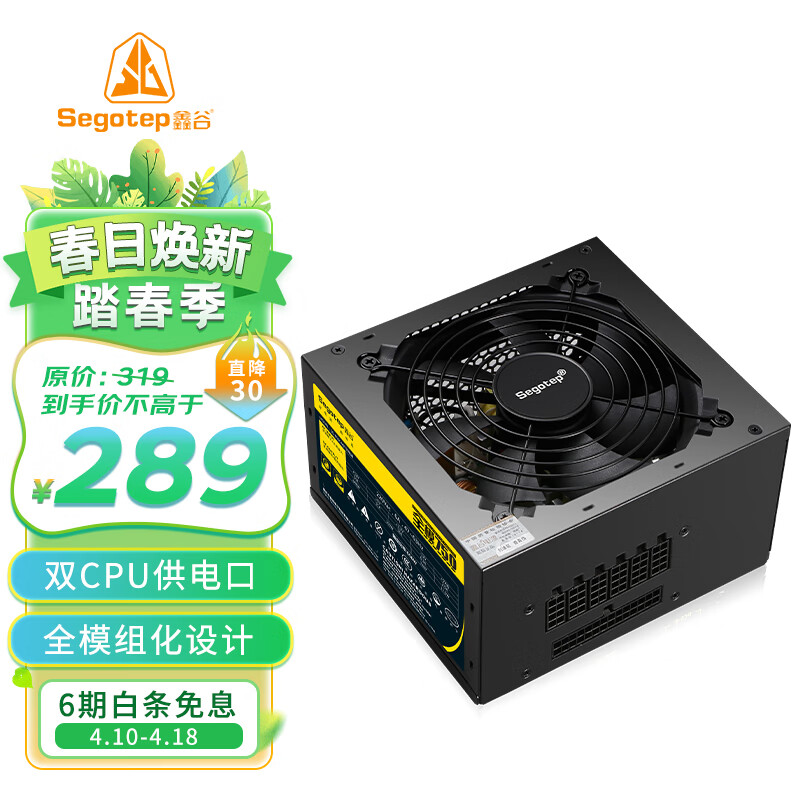 Segotep鑫谷®
春日焕新
踏春季
原价：319
直降
30
到手价不高于
¥289
双CPU供电口
全模组化设计
6期白条免息
4.10-4.18
Segotep®
Segotep